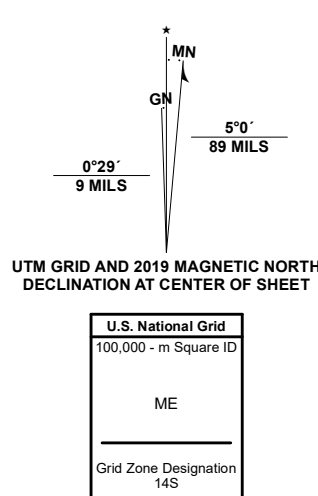 ★
MN
GN
5°0´
89 MILS
0°29´
9 MILS
UTM GRID AND 2019 MAGNETIC NORTH
DECLINATION AT CENTER OF SHEET
U.S. National Grid
100,000 - m Square ID
ME
Grid Zone Designation
14S